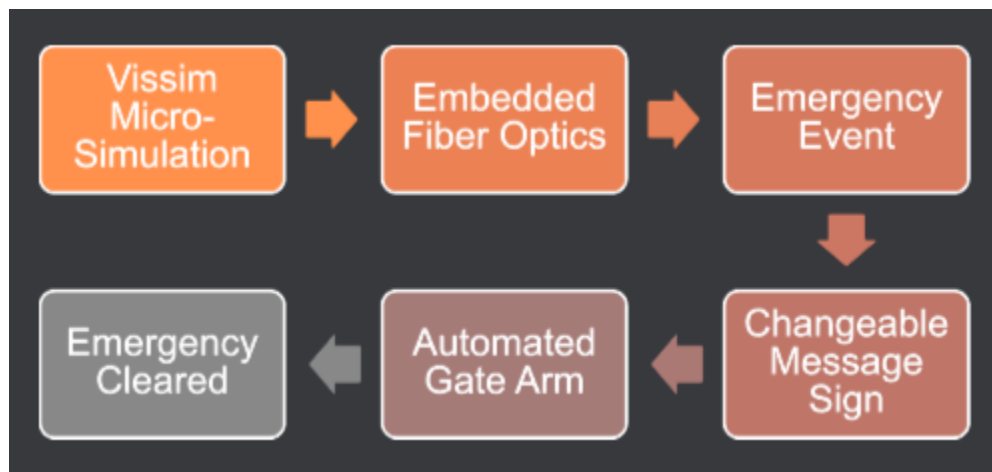 Vissim
Micro-
Simulation
Embedded
Fiber Optics
Emergency
Event
Changeable
Message
Sign
Automated
Gate Arm
Emergency
Cleared